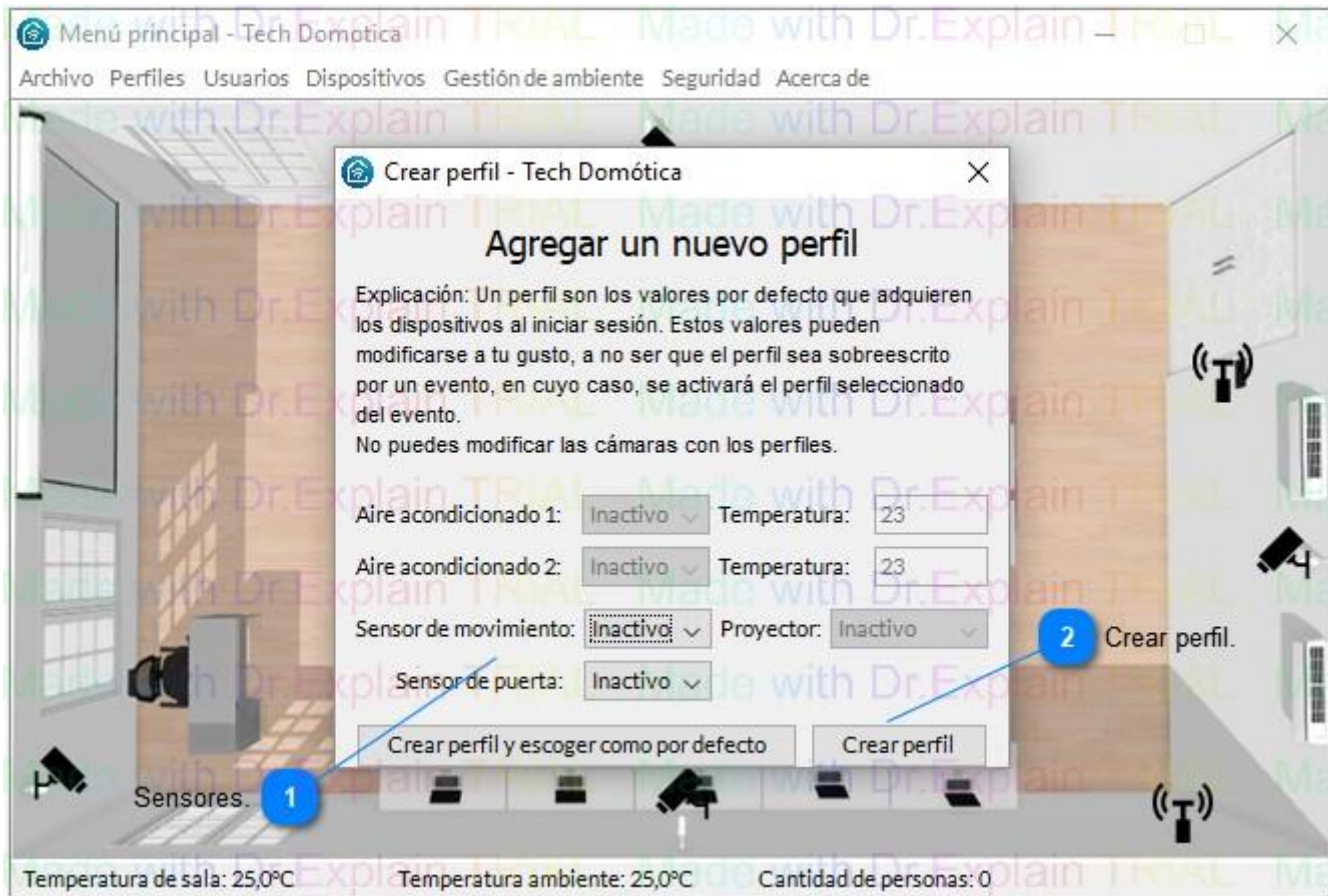 Menú principal - Tech Domotica
Archivo Perfiles Usuarios Dispositivos Gestión de ambiente Seguridad Acerca de
Made with Dr.Explain TRIAL
Crear perfil - Tech Domótica
Agregar un nuevo perfil
Explicación: Un perfil son los valores por defecto que adquieren
los dispositivos al iniciar sesión. Estos valores pueden
modificarse a tu gusto, a no ser que el perfil sea sobreescrito
por un evento, en cuyo caso, se activará el perfil seleccionado
del evento.
No puedes modificar las cámaras con los perfiles.
Aire acondicionado 1: Inactivo Temperatura: 23
Aire acondicionado 2: Inactivo Temperatura: 23
Sensor de movimiento: Inactivo Proyector: Inactivo
2 Crear perfil.
Sensor de puerta: Inactivo
Crear perfil y escoger como por defecto Crear perfil
Sensores. 1
Temperatura de sala: 25,0ºC Temperatura ambiente: 25,0ºC Cantidad de personas: 0